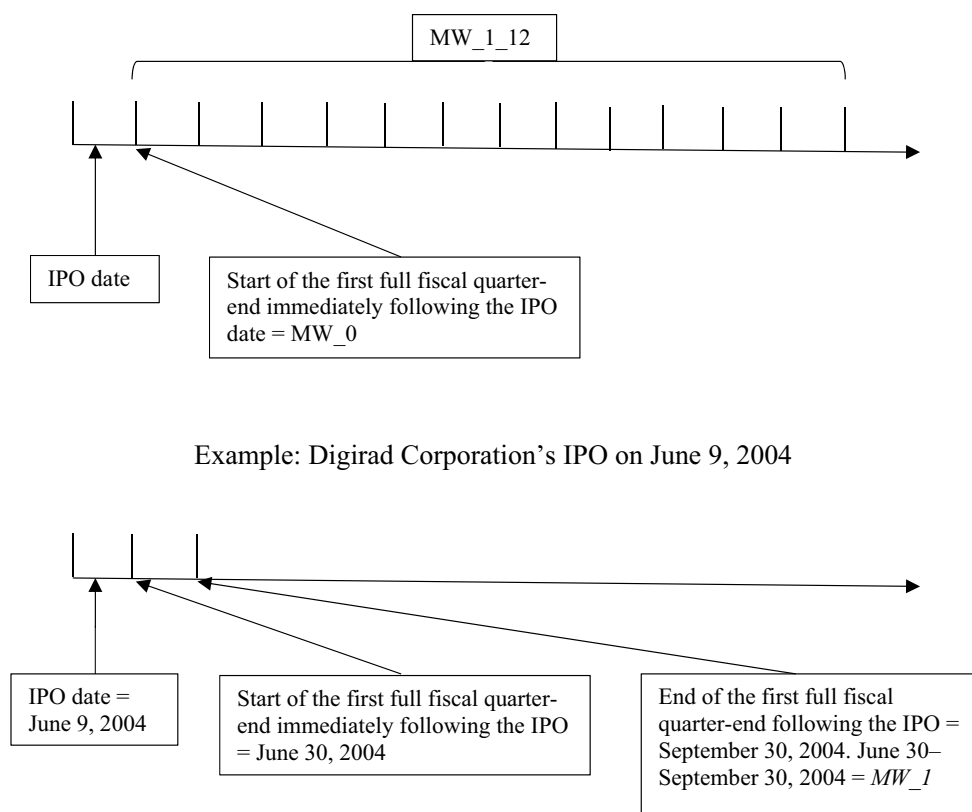 MW_1_12
IPO date
Start of the first full fiscal quarter-
end immediately following the IPO
date = MW_0
Example: Digirad Corporation’s IPO on June 9, 2004
IPO date =
June 9, 2004
Start of the first full fiscal quarter-
end immediately following the IPO
= June 30, 2004
End of the first full fiscal
quarter-end following the IPO =
September 30, 2004. June 30–
September 30, 2004 = MW_1